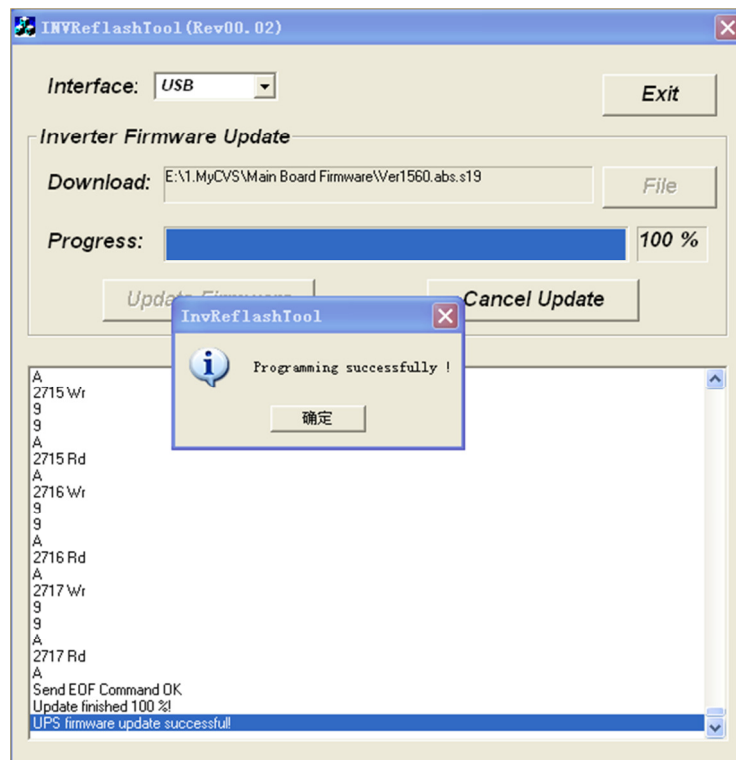 INVReflashTool(Rev00.02)
Interface: USB
Exit
Inverter Firmware Update
Download: E:\1.MyCVS\Main Board Firmware\Ver1560.abs.s19
File
Progress: 100 %
Cancel Update
InvReflashTool
Programming successfully !
确定
A
2715 Wr
9
9
A
2715 Rd
A
2716 Wr
9
9
A
2716 Rd
A
2717 Wr
9
9
A
2717 Rd
A
Send EOF Command OK
Update finished 100 %!
UPS firmware update successful!